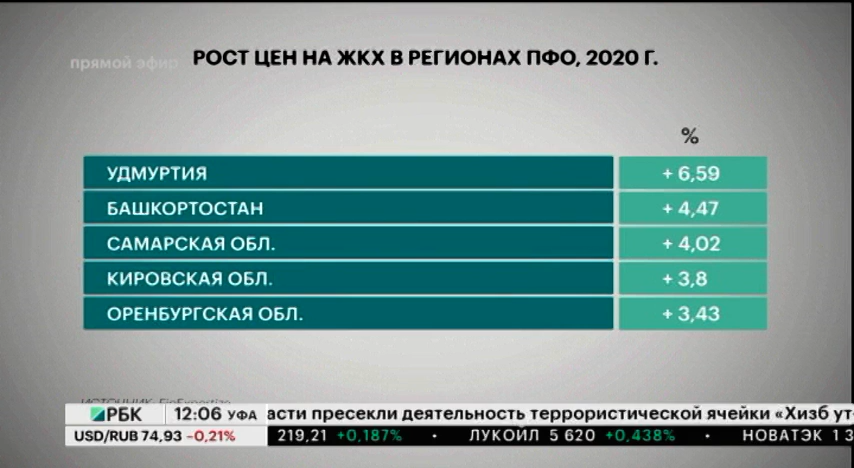 прямой эфир
РОСТ ЦЕН НА ЖКХ В РЕГИОНАХ ПФО, 2020 Г.
%
УДМУРТИЯ + 6,59
БАШКОРТОСТАН + 4,47
САМАРСКАЯ ОБЛ. + 4,02
КИРОВСКАЯ ОБЛ. + 3,8
ОРЕНБУРГСКАЯ ОБЛ. + 3,43
ИСТОЧНИК: FinExpertiza
РБК 12:06 УФА асти пресекли деятельность террористической ячейки «Хизб ут-
USD/RUB 74,93 -0,21% 219,21 +0,187% · ЛУКОЙЛ 5 620 +0,438% · НОВАТЭК 1 3